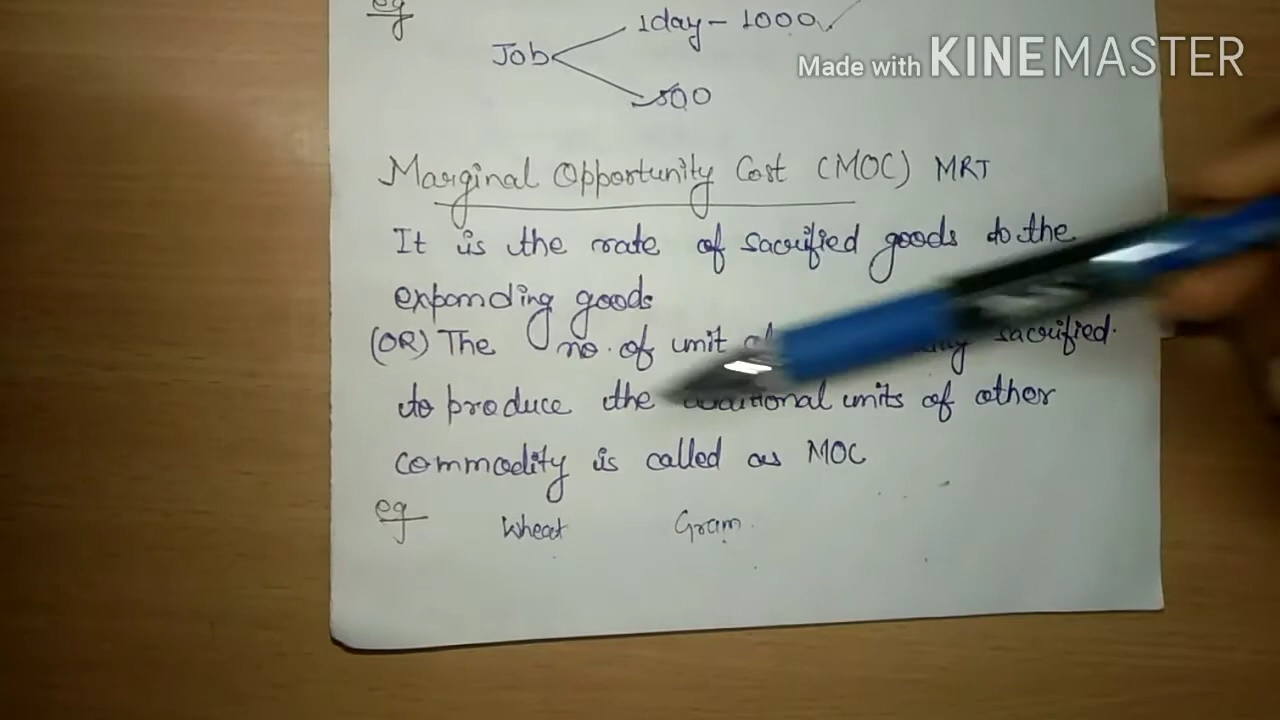 eg
Job 1day - 1000 ✓
500
Made with KINEMASTER
Marginal Opportunity Cost (MOC) MRT
It is the rate of sacrified goods to the
expanding goods
(OR) The no. of unit sacrified.
to produce the additional units of other
commodity is called as MOC
eg Wheat Gram